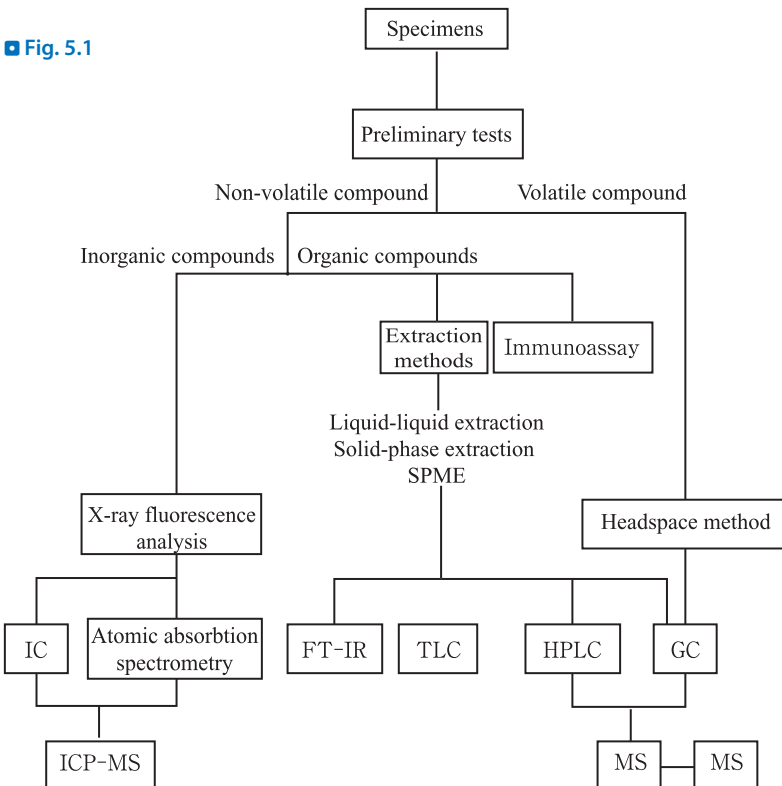 Fig. 5.1
Specimens
Preliminary tests
Non-volatile compound
Volatile compound
Inorganic compounds
Organic compounds
Extraction
methods
Immunoassay
Liquid-liquid extraction
Solid-phase extraction
SPME
X-ray fluorescence
analysis
Headspace method
IC
Atomic absorbtion
spectrometry
FT-IR
TLC
HPLC
GC
ICP-MS
MS
MS